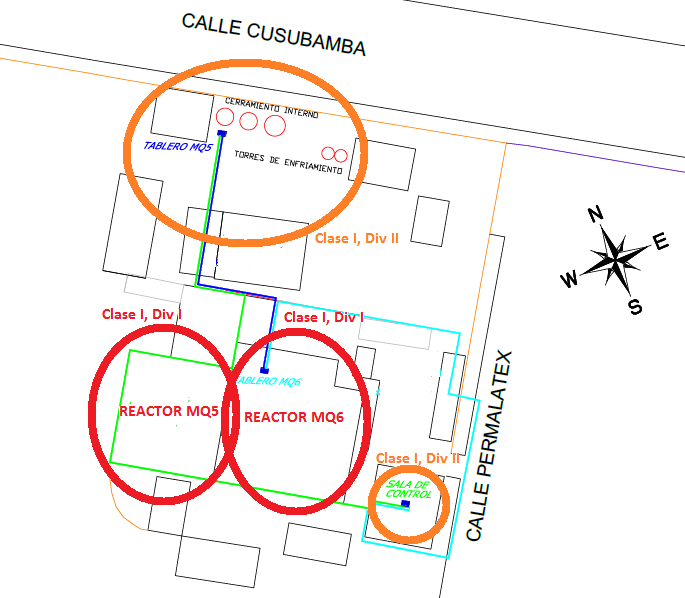 CALLE CUSUBAMBA
CERRAMIENTO INTERNO
TABLERO MQ5
TORRES DE ENFRIAMIENTO
N
E
W
S
Clase I, Div II
Clase I, Div I
Clase I, Div I
TABLERO MQ6
REACTOR MQ5
REACTOR MQ6
CALLE PERMALATEX
Clase I, Div II
SALA DE
CONTROL